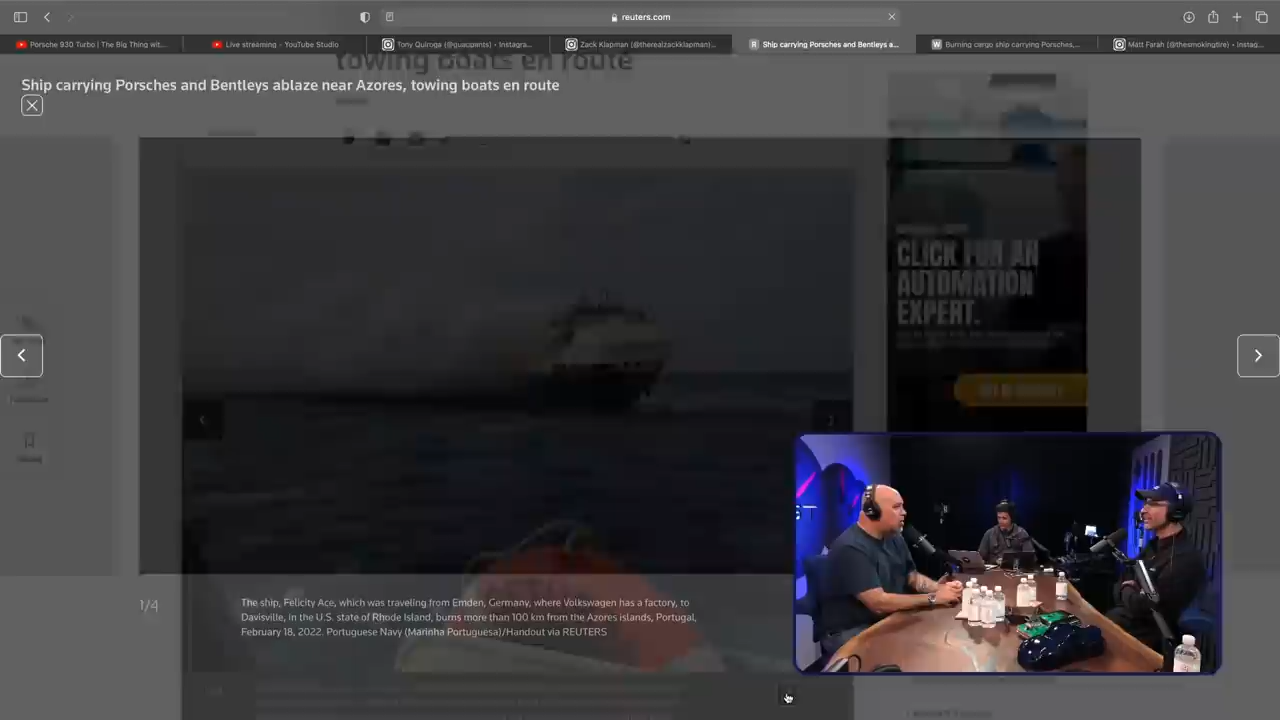 reuters.com
Porsche 930 Turbo | The Big Thing wit...
Live streaming - YouTube Studio
Tony Quiroga (@guacpants) • Instagra...
Zack Klapman (@therealzackklapman)...
R Ship carrying Porsches and Bentleys a...
W Burning cargo ship carrying Porsches,...
Matt Farah (@thesmokingtire) • Instag...
towing boats en route
Ship carrying Porsches and Bentleys ablaze near Azores, towing boats en route
CLICK FOR AN
AUTOMATION
EXPERT.
1/4
The ship, Felicity Ace, which was traveling from Emden, Germany, where Volkswagen has a factory, to
Davisville, in the U.S. state of Rhode Island, burns more than 100 km from the Azores islands, Portugal,
February 18, 2022. Portuguese Navy (Marinha Portuguesa)/Handout via REUTERS